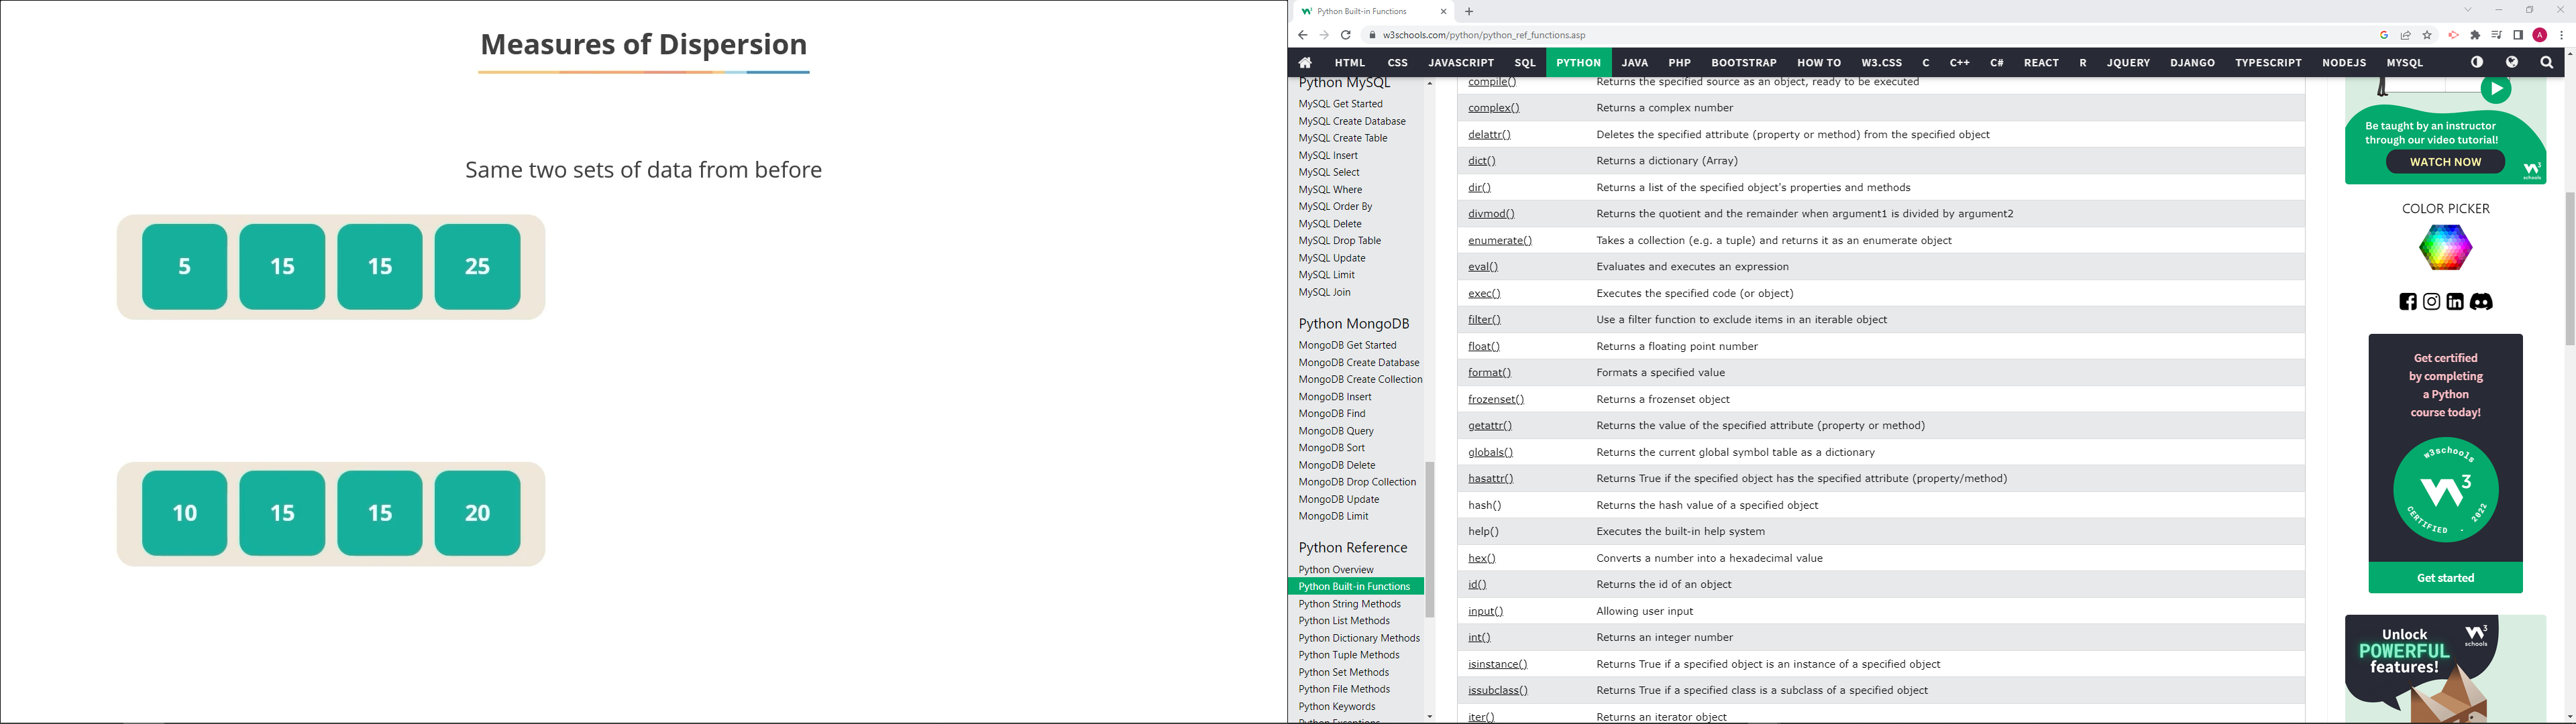 Measures of Dispersion
Same two sets of data from before
5 15 15 25
10 15 15 20
Python Built-in Functions
w3schools.com/python/python_ref_functions.asp
A
HTML CSS JAVASCRIPT SQL PYTHON JAVA PHP BOOTSTRAP HOW TO W3.CSS C C++ C# REACT R JQUERY DJANGO TYPESCRIPT NODEJS MYSQL
Python MySQL
MySQL Get Started
MySQL Create Database
MySQL Create Table
MySQL Insert
MySQL Select
MySQL Where
MySQL Order By
MySQL Delete
MySQL Drop Table
MySQL Update
MySQL Limit
MySQL Join
Python MongoDB
MongoDB Get Started
MongoDB Create Database
MongoDB Create Collection
MongoDB Insert
MongoDB Find
MongoDB Query
MongoDB Sort
MongoDB Delete
MongoDB Drop Collection
MongoDB Update
MongoDB Limit
Python Reference
Python Overview
Python Built-in Functions
Python String Methods
Python List Methods
Python Dictionary Methods
Python Tuple Methods
Python Set Methods
Python File Methods
Python Keywords
Python Exceptions
compile() Returns the specified source as an object, ready to be executed
complex() Returns a complex number
delattr() Deletes the specified attribute (property or method) from the specified object
dict() Returns a dictionary (Array)
dir() Returns a list of the specified object's properties and methods
divmod() Returns the quotient and the remainder when argument1 is divided by argument2
enumerate() Takes a collection (e.g. a tuple) and returns it as an enumerate object
eval() Evaluates and executes an expression
exec() Executes the specified code (or object)
filter() Use a filter function to exclude items in an iterable object
float() Returns a floating point number
format() Formats a specified value
frozenset() Returns a frozenset object
getattr() Returns the value of the specified attribute (property or method)
globals() Returns the current global symbol table as a dictionary
hasattr() Returns True if the specified object has the specified attribute (property/method)
hash() Returns the hash value of a specified object
help() Executes the built-in help system
hex() Converts a number into a hexadecimal value
id() Returns the id of an object
input() Allowing user input
int() Returns an integer number
isinstance() Returns True if a specified object is an instance of a specified object
issubclass() Returns True if a specified class is a subclass of a specified object
iter() Returns an iterator object
Be taught by an instructor
through our video tutorial!
WATCH NOW
3
schools
COLOR PICKER
Get certified
by completing
a Python
course today!
w3schools
3
CERTIFIED . 2022
Get started
3
schools
Unlock
POWERFUL
features!